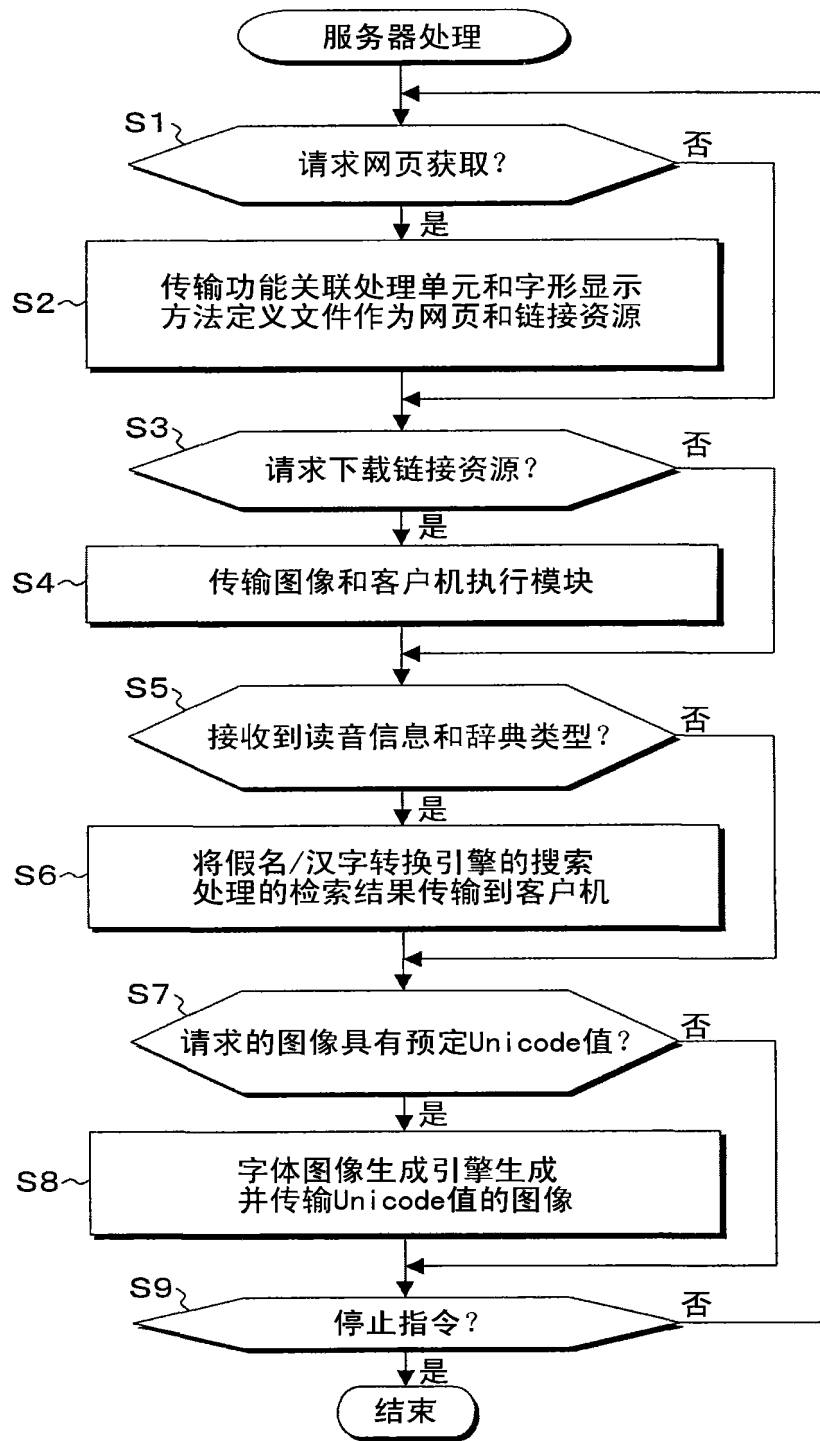 服务器处理
S1
请求网页获取？
否
是
S2
传输功能关联处理单元和字形显示
方法定义文件作为网页和链接资源
S3
请求下载链接资源？
否
是
S4
传输图像和客户机执行模块
S5
接收到读音信息和辞典类型？
否
是
S6
将假名/汉字转换引擎的搜索
处理的检索结果传输到客户机
S7
请求的图像具有预定Unicode值？
否
是
S8
字体图像生成引擎生成
并传输Unicode值的图像
S9
停止指令？
否
是
结束